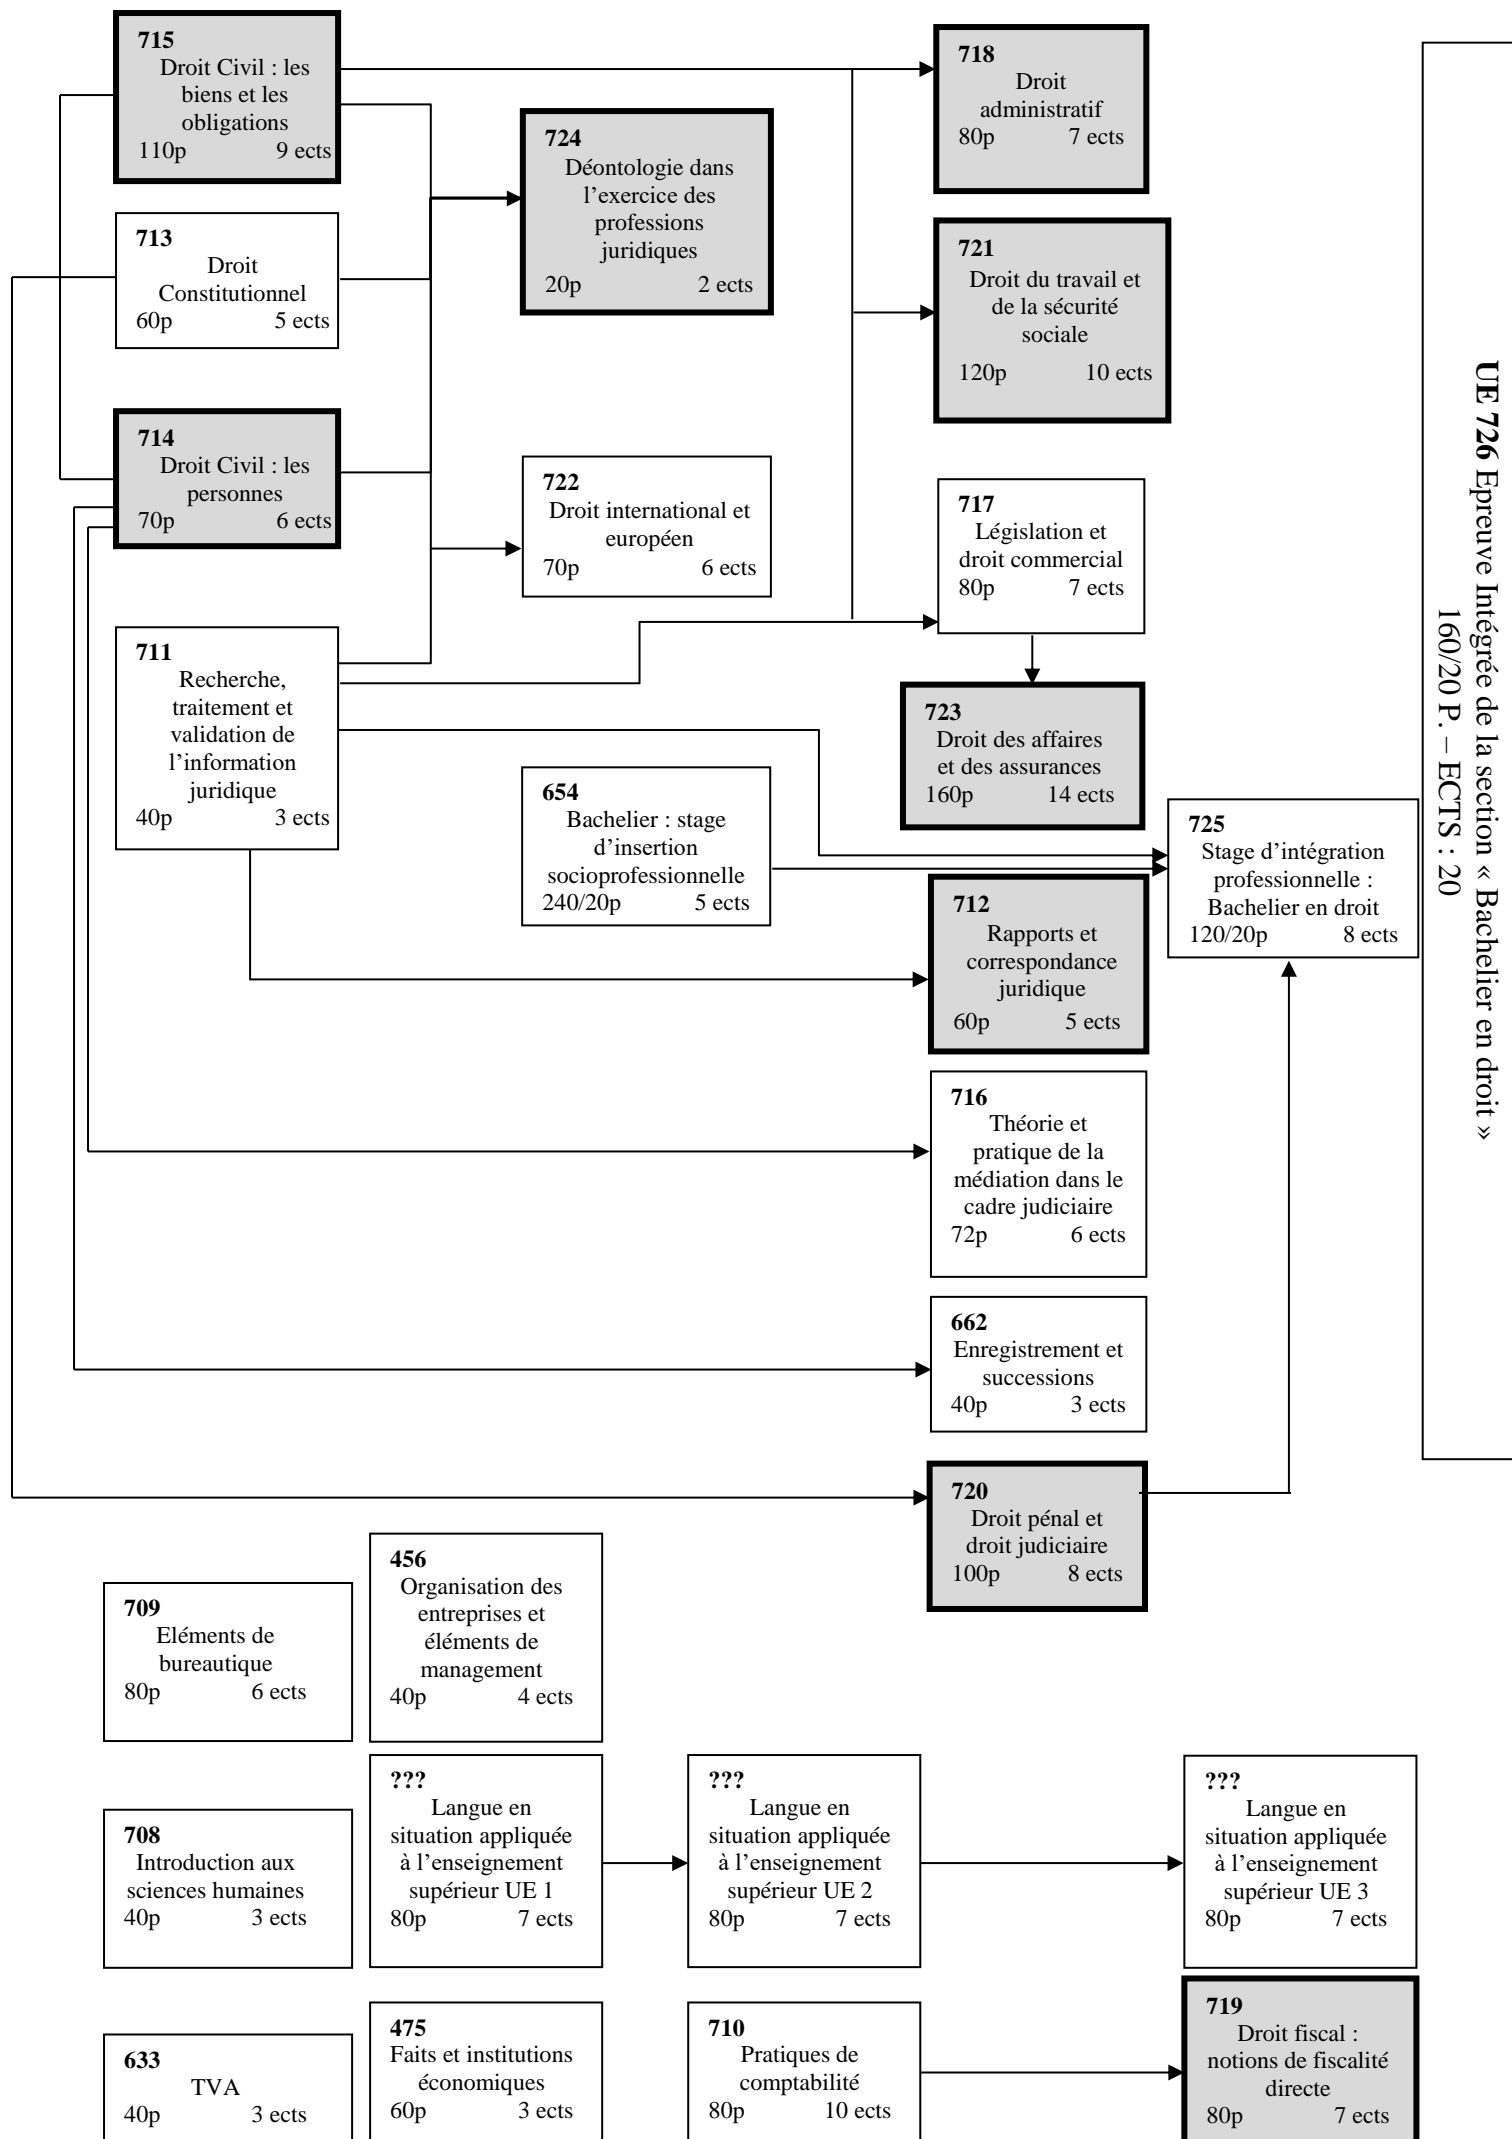 715
Droit Civil : les
biens et les
obligations
110p 9 ects
713
Droit
Constitutionnel
60p 5 ects
714
Droit Civil : les
personnes
70p 6 ects
711
Recherche,
traitement et
validation de
l’information
juridique
40p 3 ects
724
Déontologie dans
l’exercice des
professions
juridiques
20p 2 ects
722
Droit international et
européen
70p 6 ects
654
Bachelier : stage
d’insertion
socioprofessionnelle
240/20p 5 ects
718
Droit
administratif
80p 7 ects
721
Droit du travail et
de la sécurité
sociale
120p 10 ects
717
Législation et
droit commercial
80p 7 ects
723
Droit des affaires
et des assurances
160p 14 ects
712
Rapports et
correspondance
juridique
60p 5 ects
716
Théorie et
pratique de la
médiation dans le
cadre judiciaire
72p 6 ects
662
Enregistrement et
successions
40p 3 ects
720
Droit pénal et
droit judiciaire
100p 8 ects
725
Stage d’intégration
professionnelle :
Bachelier en droit
120/20p 8 ects
UE 726 Epreuve Intégrée de la section « Bachelier en droit »
160/20 P. – ECTS : 20
709
Eléments de
bureautique
80p 6 ects
456
Organisation des
entreprises et
éléments de
management
40p 4 ects
708
Introduction aux
sciences humaines
40p 3 ects
???
Langue en
situation appliquée
à l’enseignement
supérieur UE 1
80p 7 ects
???
Langue en
situation appliquée
à l’enseignement
supérieur UE 2
80p 7 ects
???
Langue en
situation appliquée
à l’enseignement
supérieur UE 3
80p 7 ects
633
TVA
40p 3 ects
475
Faits et institutions
économiques
60p 3 ects
710
Pratiques de
comptabilité
80p 10 ects
719
Droit fiscal :
notions de fiscalité
directe
80p 7 ects